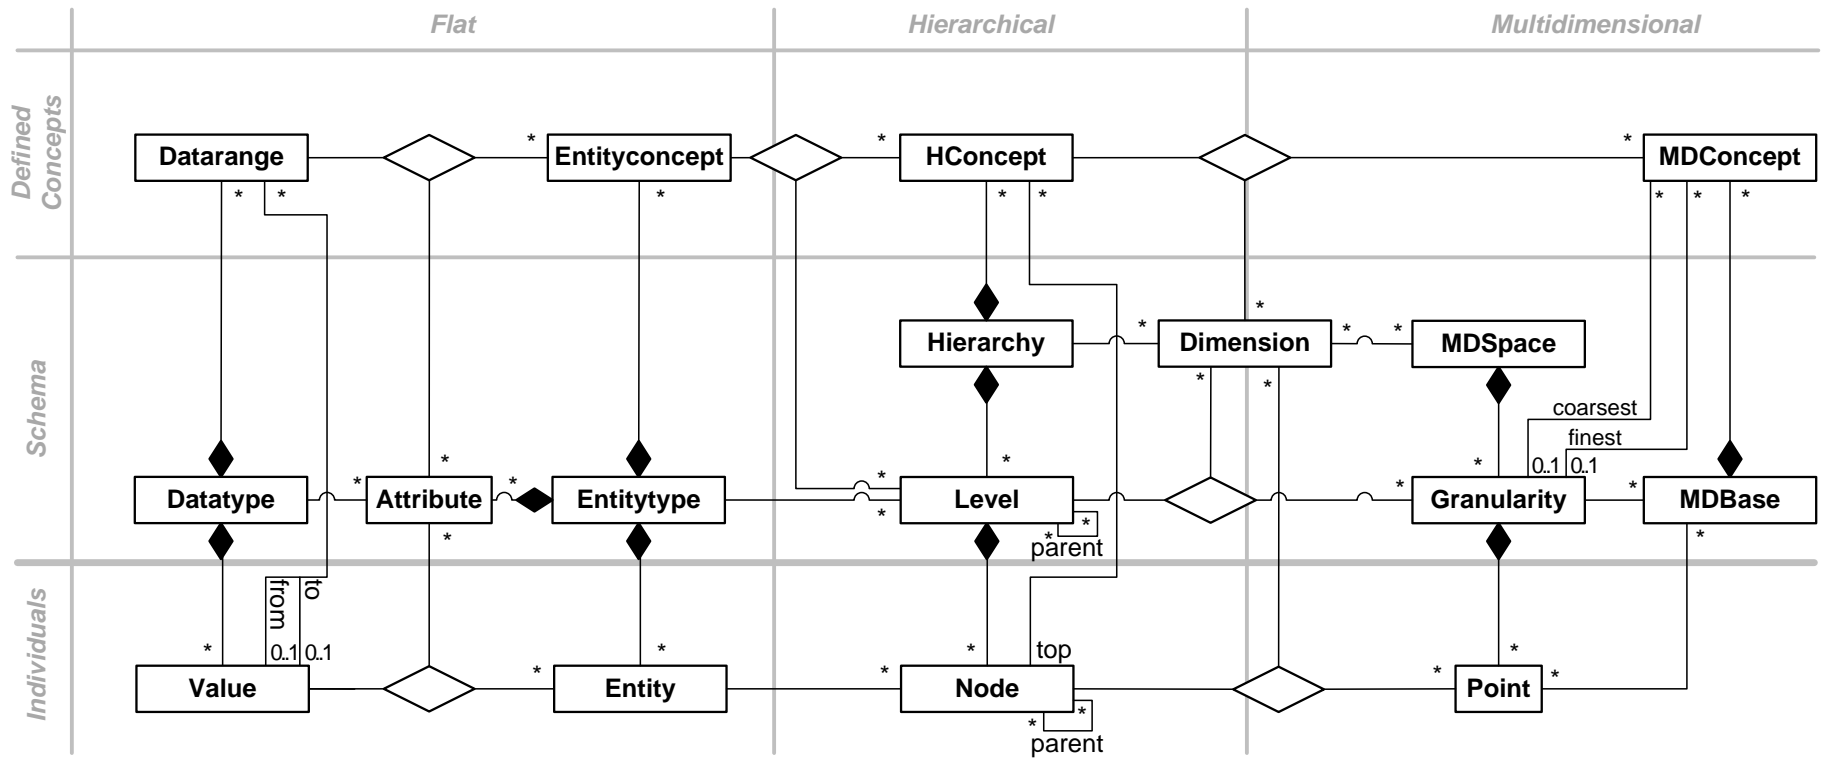 Flat Hierarchical Multidimensional
Defined
Concepts
Datarange * Entityconcept * HConcept * MDConcept
* * * * * * * *
Schema
* *
Hierarchy * Dimension * * MDSpace
* *
coarsest
finest
* * * * * 0..1 0..1
Datatype * Attribute * Entitytype * Level * Granularity * MDBase
* * * *
parent
Individuals
from to
* 0..1 0..1 * * top *
Value * Entity * Node * Point *
* *
parent